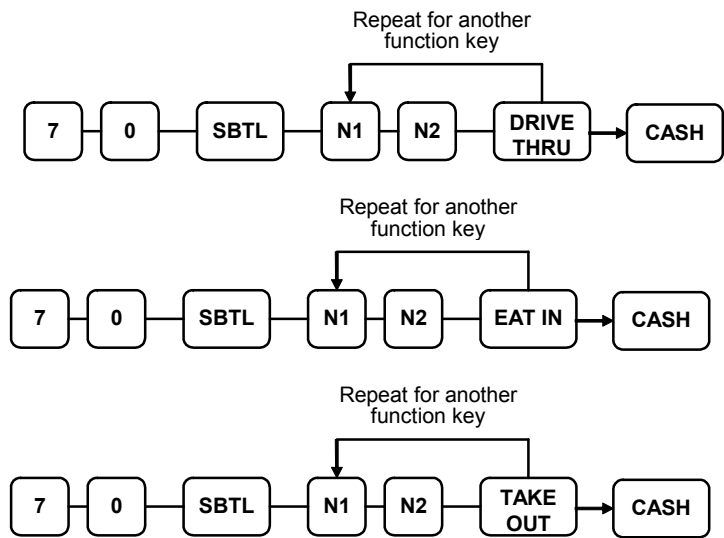 Repeat for another
function key
7 0 SBTL N1 N2 DRIVE THRU CASH
Repeat for another
function key
7 0 SBTL N1 N2 EAT IN CASH
Repeat for another
function key
7 0 SBTL N1 N2 TAKE OUT CASH